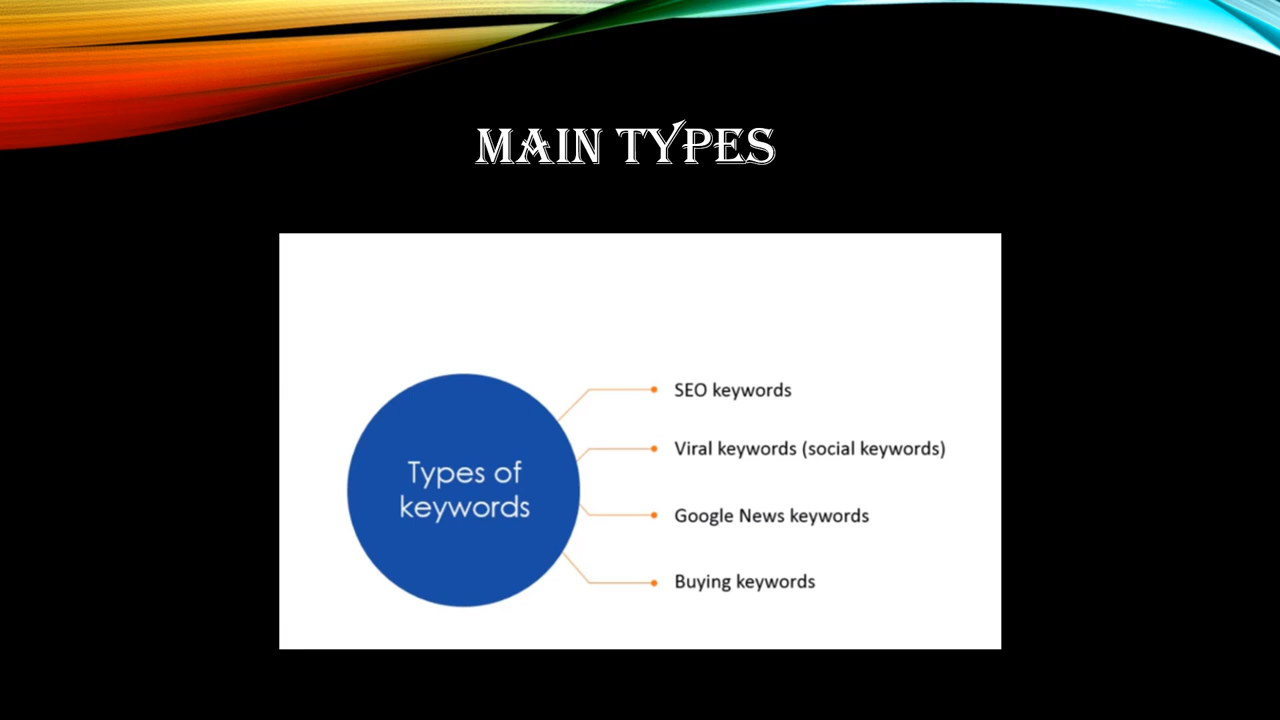 MAIN TYPES
Types of
keywords
SEO keywords
Viral keywords (social keywords)
Google News keywords
Buying keywords